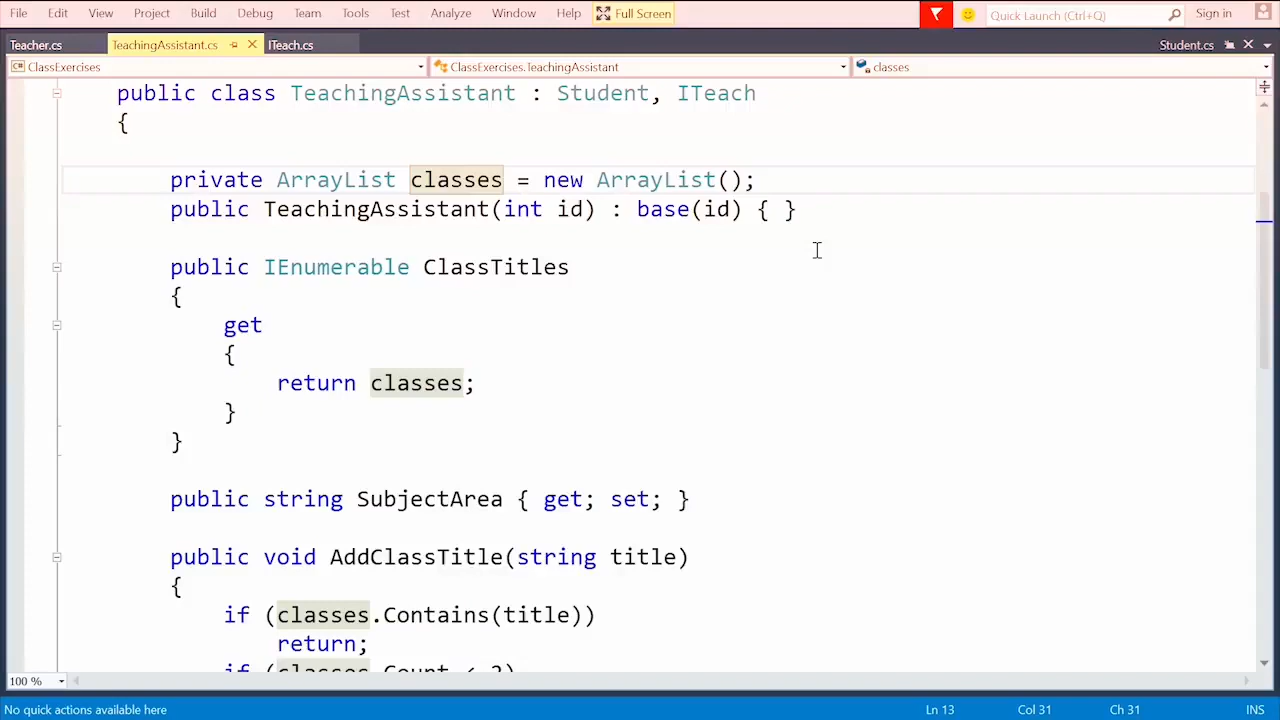 File Edit View Project Build Debug Team Tools Test Analyze Window Help Full Screen Quick Launch (Ctrl+Q) Sign in
Teacher.cs TeachingAssistant.cs ITeach.cs Student.cs
C# ClassExercises ClassExercises.TeachingAssistant classes
public class TeachingAssistant : Student, ITeach
{
private ArrayList classes = new ArrayList();
public TeachingAssistant(int id) : base(id) { }
public IEnumerable ClassTitles
{
get
{
return classes;
}
}
public string SubjectArea { get; set; }
public void AddClassTitle(string title)
{
if (classes.Contains(title))
return;
if (classes.Count < 2)
100 %
No quick actions available here Ln 13 Col 31 Ch 31 INS